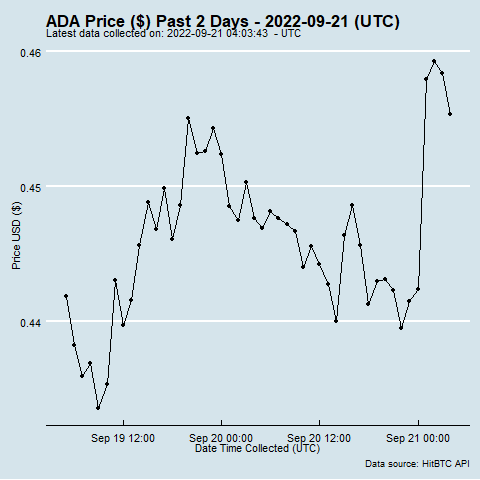 ADA Price ($) Past 2 Days - 2022-09-21 (UTC)
Latest data collected on: 2022-09-21 04:03:43 - UTC
0.46
0.45
0.44
Price USD ($)
Sep 19 12:00 Sep 20 00:00 Sep 20 12:00 Sep 21 00:00
Date Time Collected (UTC)
Data source: HitBTC API